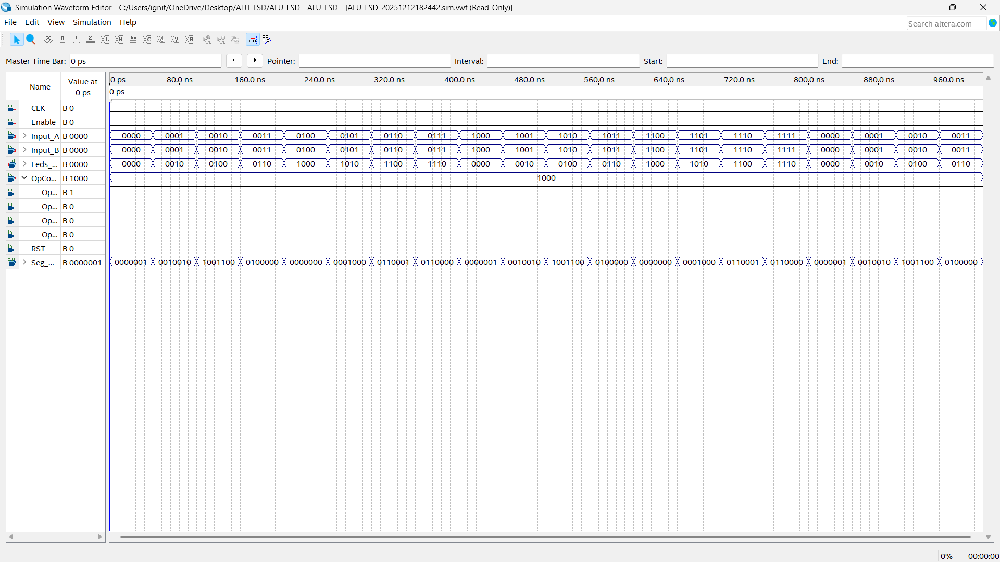 Simulation Waveform Editor - C:/Users/ignit/OneDrive/Desktop/ALU_LSD/ALU_LSD - ALU_LSD - [ALU_LSD_20251212182442.sim.vwf (Read-Only)]
File Edit View Simulation Help
Search altera.com
Master Time Bar: 0 ps Pointer: Interval: Start: End:
Name Value at 0 ps
0 ps 80.0 ns 160.0 ns 240.0 ns 320.0 ns 400.0 ns 480.0 ns 560.0 ns 640.0 ns 720.0 ns 800.0 ns 880.0 ns 960.0 ns
0 ps
CLK B 0
Enable B 0
Input_A B 0000 0000 0001 0010 0011 0100 0101 0110 0111 1000 1001 1010 1011 1100 1101 1110 1111 0000 0001 0010 0011
Input_B B 0000 0000 0001 0010 0011 0100 0101 0110 0111 1000 1001 1010 1011 1100 1101 1110 1111 0000 0001 0010 0011
Leds_... B 0000 0000 0010 0100 0110 1000 1010 1100 1110 0000 0010 0100 0110 1000 1010 1100 1110 0000 0010 0100 0110
OpCo... B 1000 1000
Op... B 1
Op... B 0
Op... B 0
Op... B 0
RST B 0
Seg_... B 0000001 0000001 0010010 1001100 0100000 0000000 0001000 0110001 0110000 0000001 0010010 1001100 0100000 0000000 0001000 0110001 0110000 0000001 0010010 1001100 0100000
0% 00:00:00